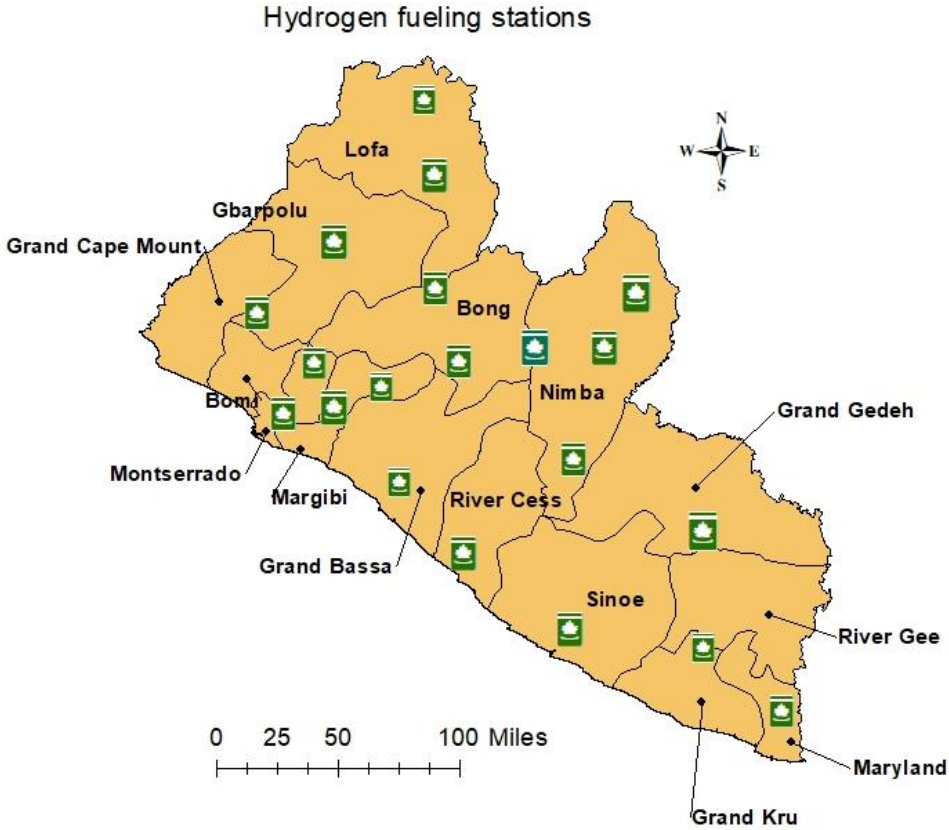 Hydrogen fueling stations
N
W E
S
Lofa
Gbarpolu
Grand Cape Mount
Bong
Nimba
Bomi
Grand Gedeh
Montserrado
Margibi
River Cess
Grand Bassa
Sinoe
River Gee
0 25 50 100 Miles
Maryland
Grand Kru